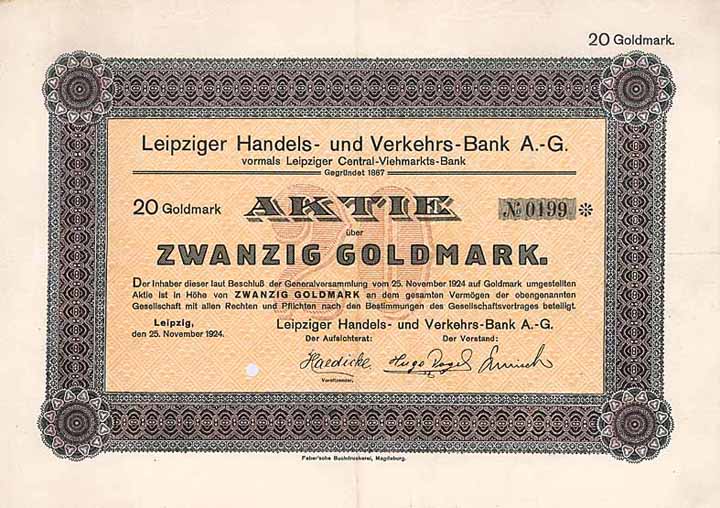 20 Goldmark.
Leipziger Handels- und Verkehrs-Bank A.-G.
vormals Leipziger Central-Viehmarkts-Bank
Gegründet 1867
20 Goldmark AKTIE № 0199 ✻
über
20
ZWANZIG GOLDMARK.
Der Inhaber dieser laut Beschluß der Generalversammlung vom 25. November 1924 auf Goldmark umgestellten
Aktie ist in Höhe von ZWANZIG GOLDMARK an dem gesamten Vermögen der obengenannten
Gesellschaft mit allen Rechten und Pflichten nach den Bestimmungen des Gesellschaftsvertrages beteiligt.
Leipzig,
den 25. November 1924.
Leipziger Handels- und Verkehrs-Bank A.-G.
Der Aufsichtsrat: Der Vorstand:
Haedicke Hugo Vogel
Vorsitzender.
Faber'sche Buchdruckerei, Magdeburg.